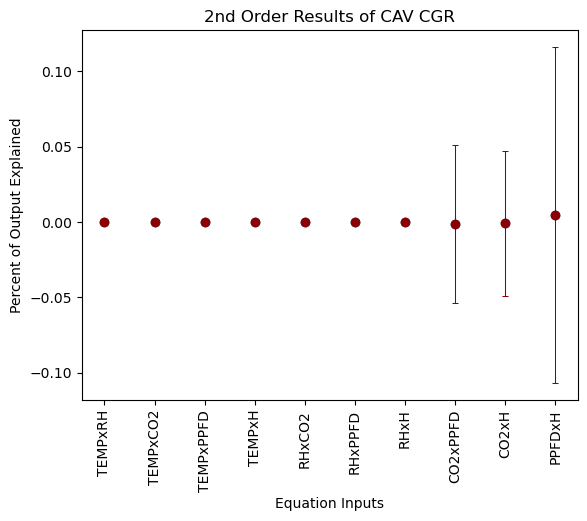 2nd Order Results of CAV CGR
Percent of Output Explained
0.10
0.05
0.00
−0.05
−0.10
TEMPxRH
TEMPxCO2
TEMPxPPFD
TEMPxH
RHxCO2
RHxPPFD
RHxH
CO2xPPFD
CO2xH
PPFDxH
Equation Inputs